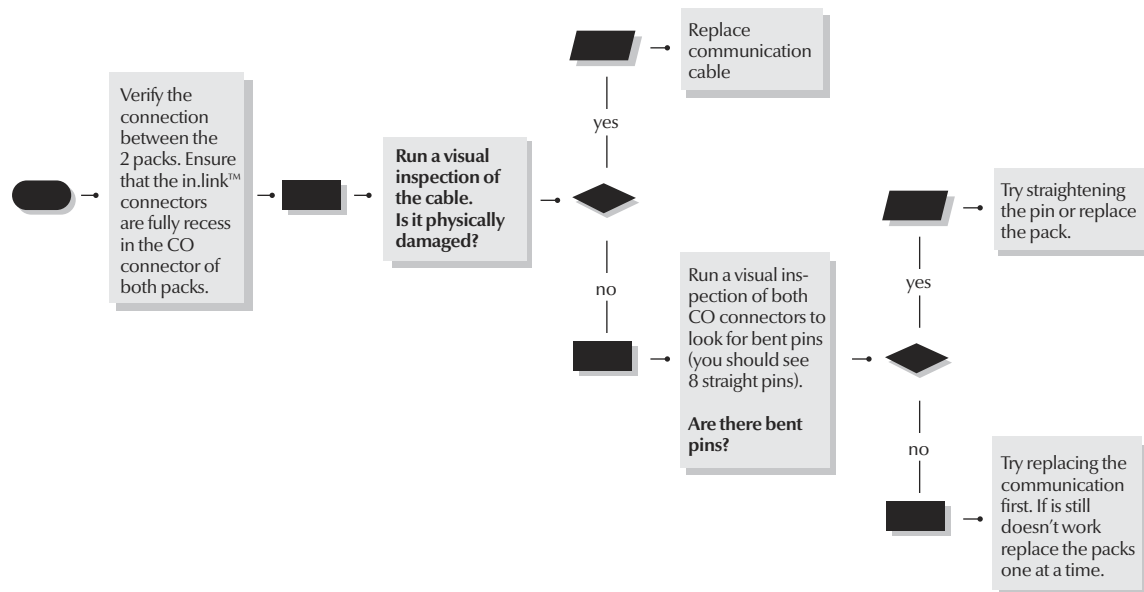 Verify the
connection
between the
2 packs. Ensure
that the in.link™
connectors
are fully recess
in the CO
connector of
both packs.
Run a visual
inspection of
the cable.
Is it physically
damaged?
yes
Replace
communication
cable
no
Run a visual ins-
pection of both
CO connectors to
look for bent pins
(you should see
8 straight pins).
Are there bent
pins?
yes
Try straightening
the pin or replace
the pack.
no
Try replacing the
communication
first. If is still
doesn't work
replace the packs
one at a time.